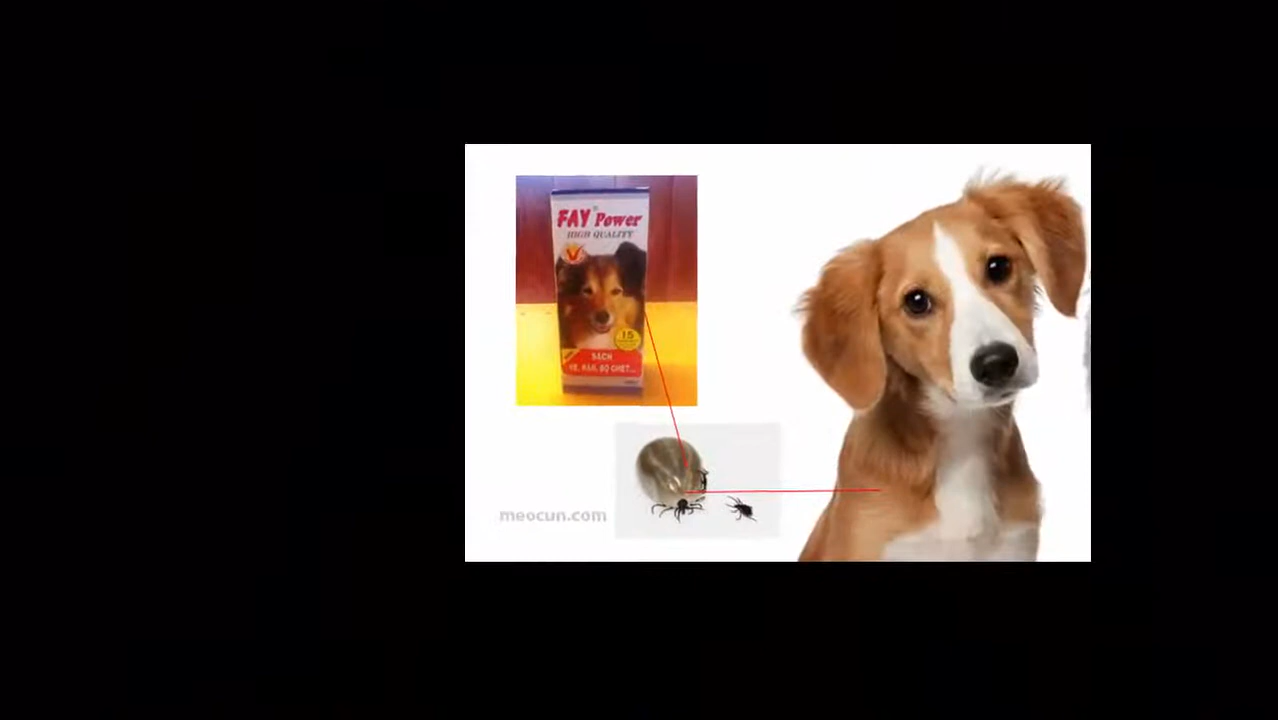 FAY Power
HIGH QUALITY
15
SẠCH
VE, RẬN, BỌ CHÉT...
meocun.com